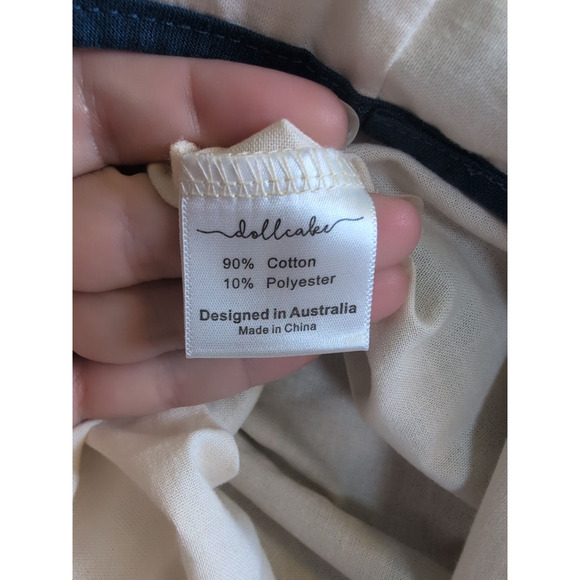 dollcake
90% Cotton
10% Polyester
Designed in Australia
Made in China